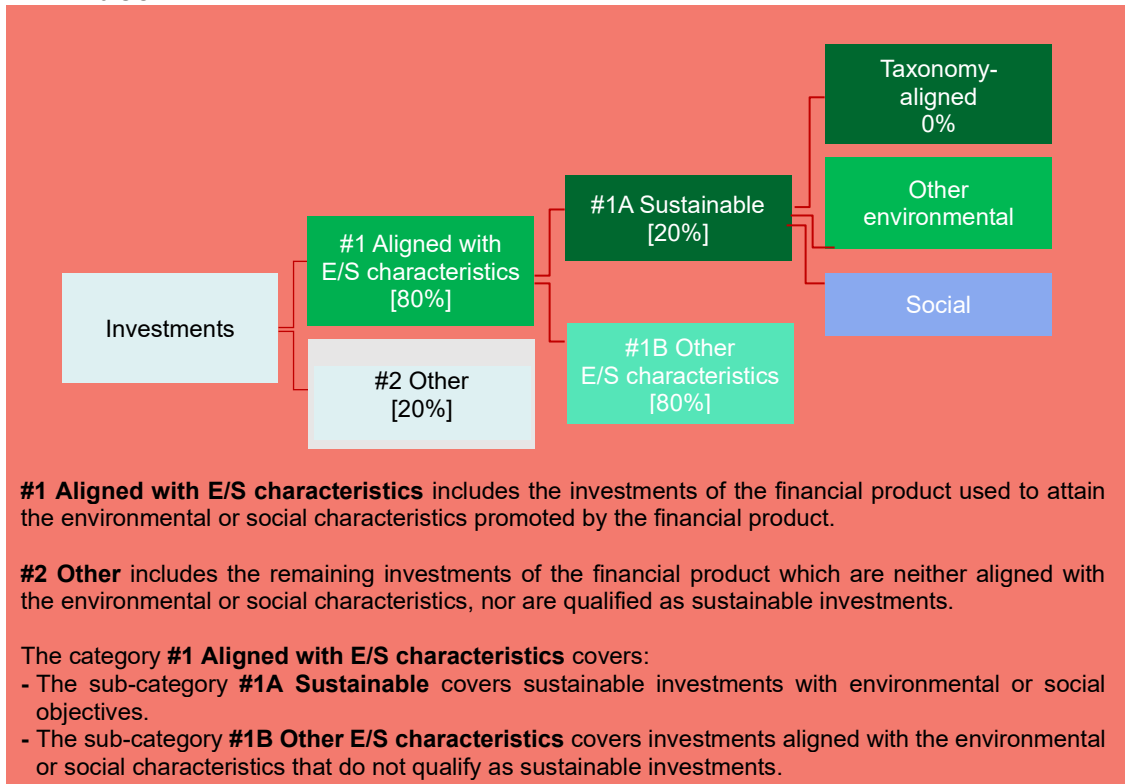 Taxonomy-
aligned
0%
Other
environmental
Social
#1A Sustainable
[20%]
#1B Other
E/S characteristics
[80%]
#1 Aligned with
E/S characteristics
[80%]
#2 Other
[20%]
Investments
#1 Aligned with E/S characteristics includes the investments of the financial product used to attain
the environmental or social characteristics promoted by the financial product.
#2 Other includes the remaining investments of the financial product which are neither aligned with
the environmental or social characteristics, nor are qualified as sustainable investments.
The category #1 Aligned with E/S characteristics covers:
- The sub-category #1A Sustainable covers sustainable investments with environmental or social
objectives.
- The sub-category #1B Other E/S characteristics covers investments aligned with the environmental
or social characteristics that do not qualify as sustainable investments.